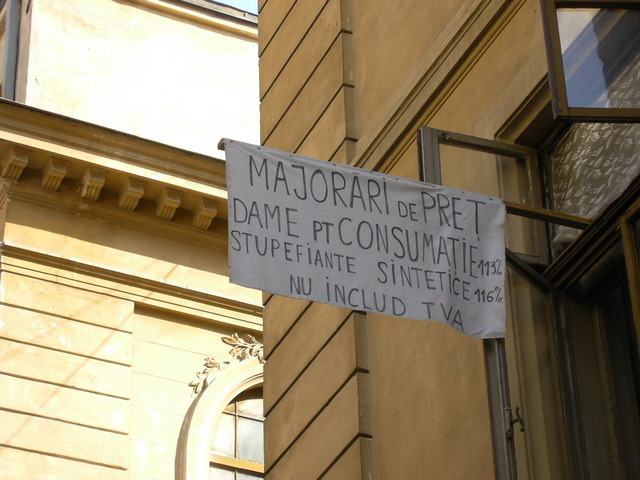 MAJORARI DE PRET
DAME PT CONSUMATIE 113%
STUPEFIANTE SINTETICE 116%
NU INCLUD TVA